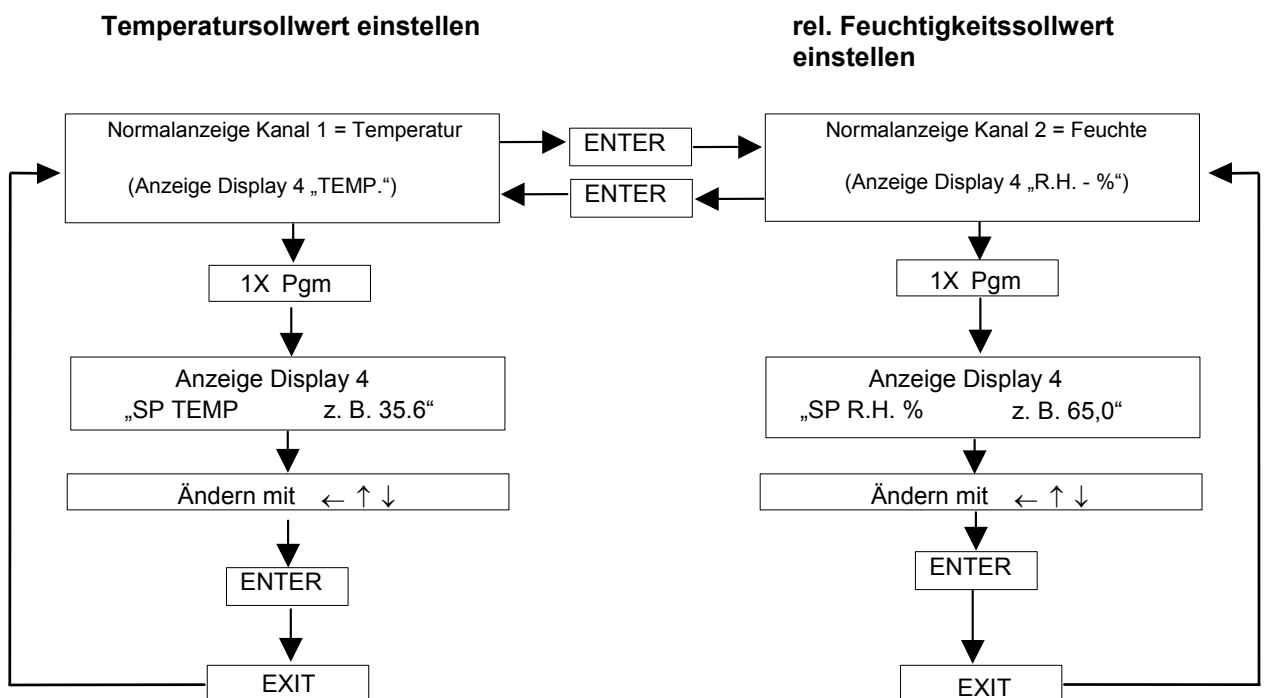 Temperatursollwert einstellen
rel. Feuchtigkeitssollwert
einstellen
Normalanzeige Kanal 1 = Temperatur
(Anzeige Display 4 „TEMP.“)
ENTER
ENTER
Normalanzeige Kanal 2 = Feuchte
(Anzeige Display 4 „R.H. - %“)
1X Pgm
Anzeige Display 4
„SP TEMP z. B. 35.6“
Ändern mit ← ↑ ↓
ENTER
EXIT
1X Pgm
Anzeige Display 4
„SP R.H. % z. B. 65,0“
Ändern mit ← ↑ ↓
ENTER
EXIT